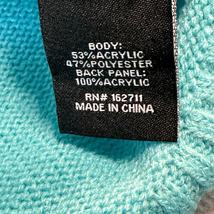 BODY:
53%ACRYLIC
47%POLYESTER
BACK PANEL:
100%ACRYLIC
RN# 162711
MADE IN CHINA